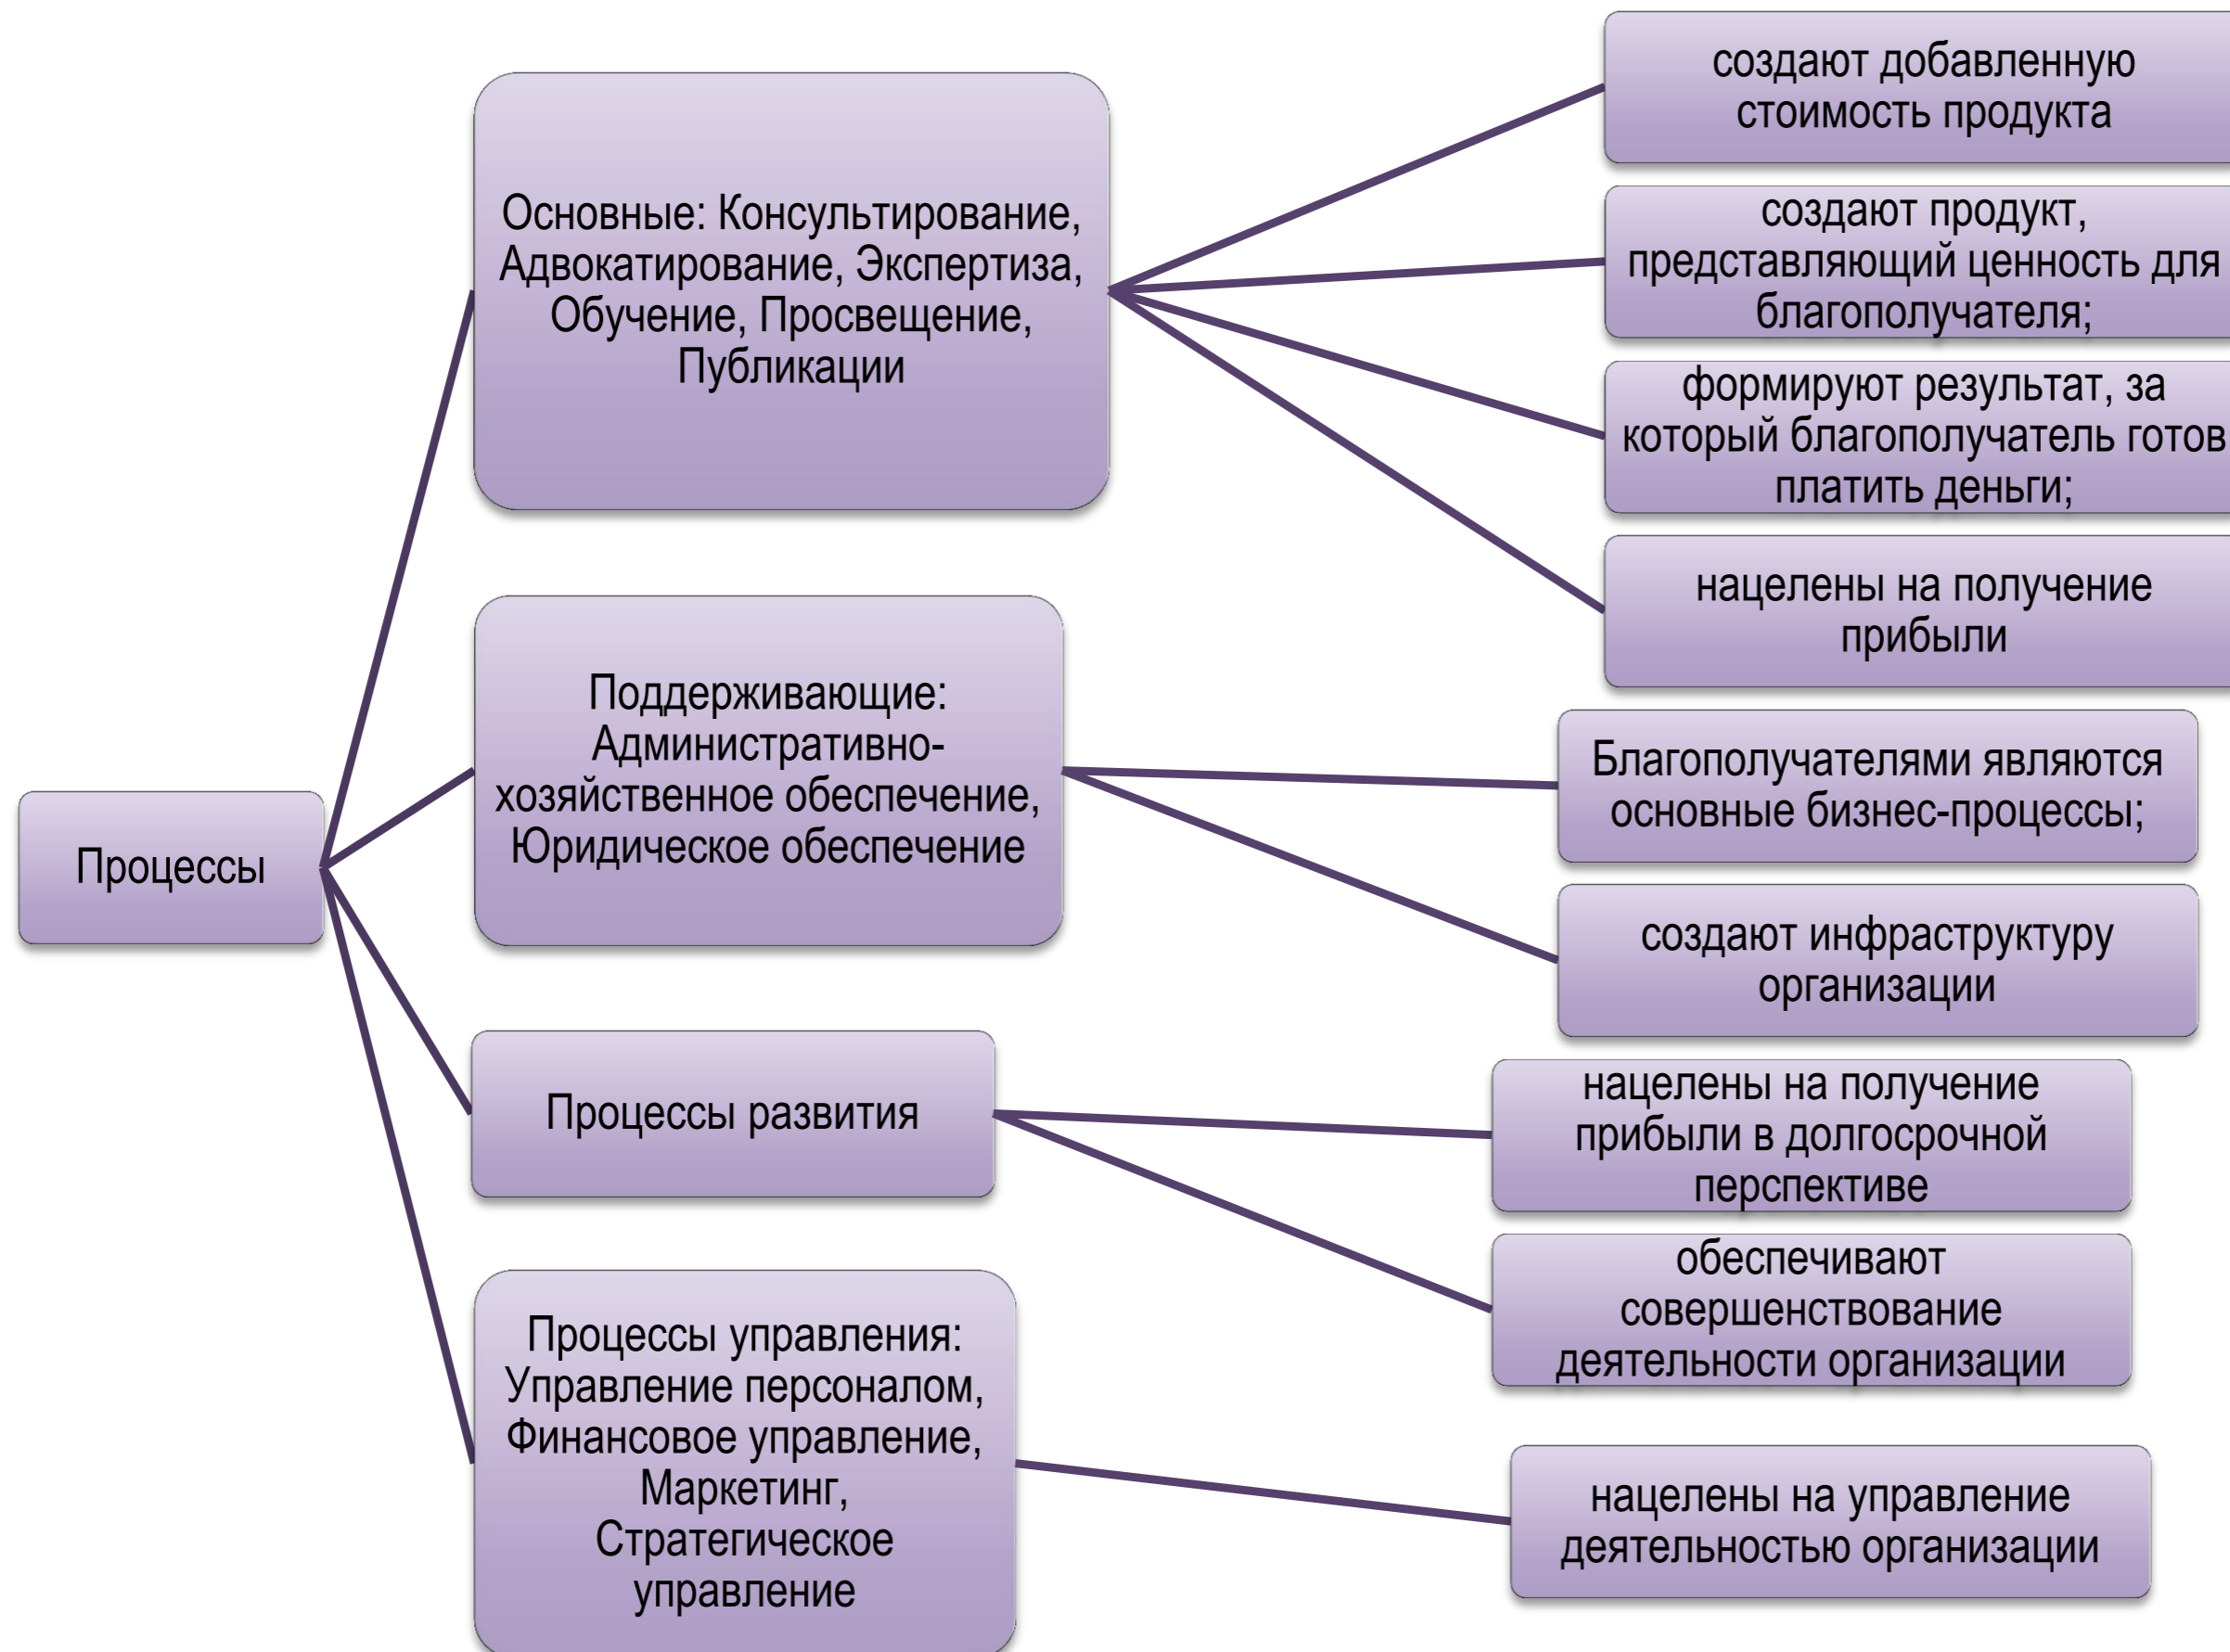 Процессы
Основные: Консультирование,
Адвокатирование, Экспертиза,
Обучение, Просвещение,
Публикации
создают добавленную
стоимость продукта
создают продукт,
представляющий ценность для
благополучателя;
формируют результат, за
который благополучатель готов
платить деньги;
нацелены на получение
прибыли
Поддерживающие:
Административно-
хозяйственное обеспечение,
Юридическое обеспечение
Благополучателями являются
основные бизнес-процессы;
создают инфраструктуру
организации
Процессы развития
нацелены на получение
прибыли в долгосрочной
перспективе
обеспечивают
совершенствование
деятельности организации
Процессы управления:
Управление персоналом,
Финансовое управление,
Маркетинг,
Стратегическое
управление
нацелены на управление
деятельностью организации